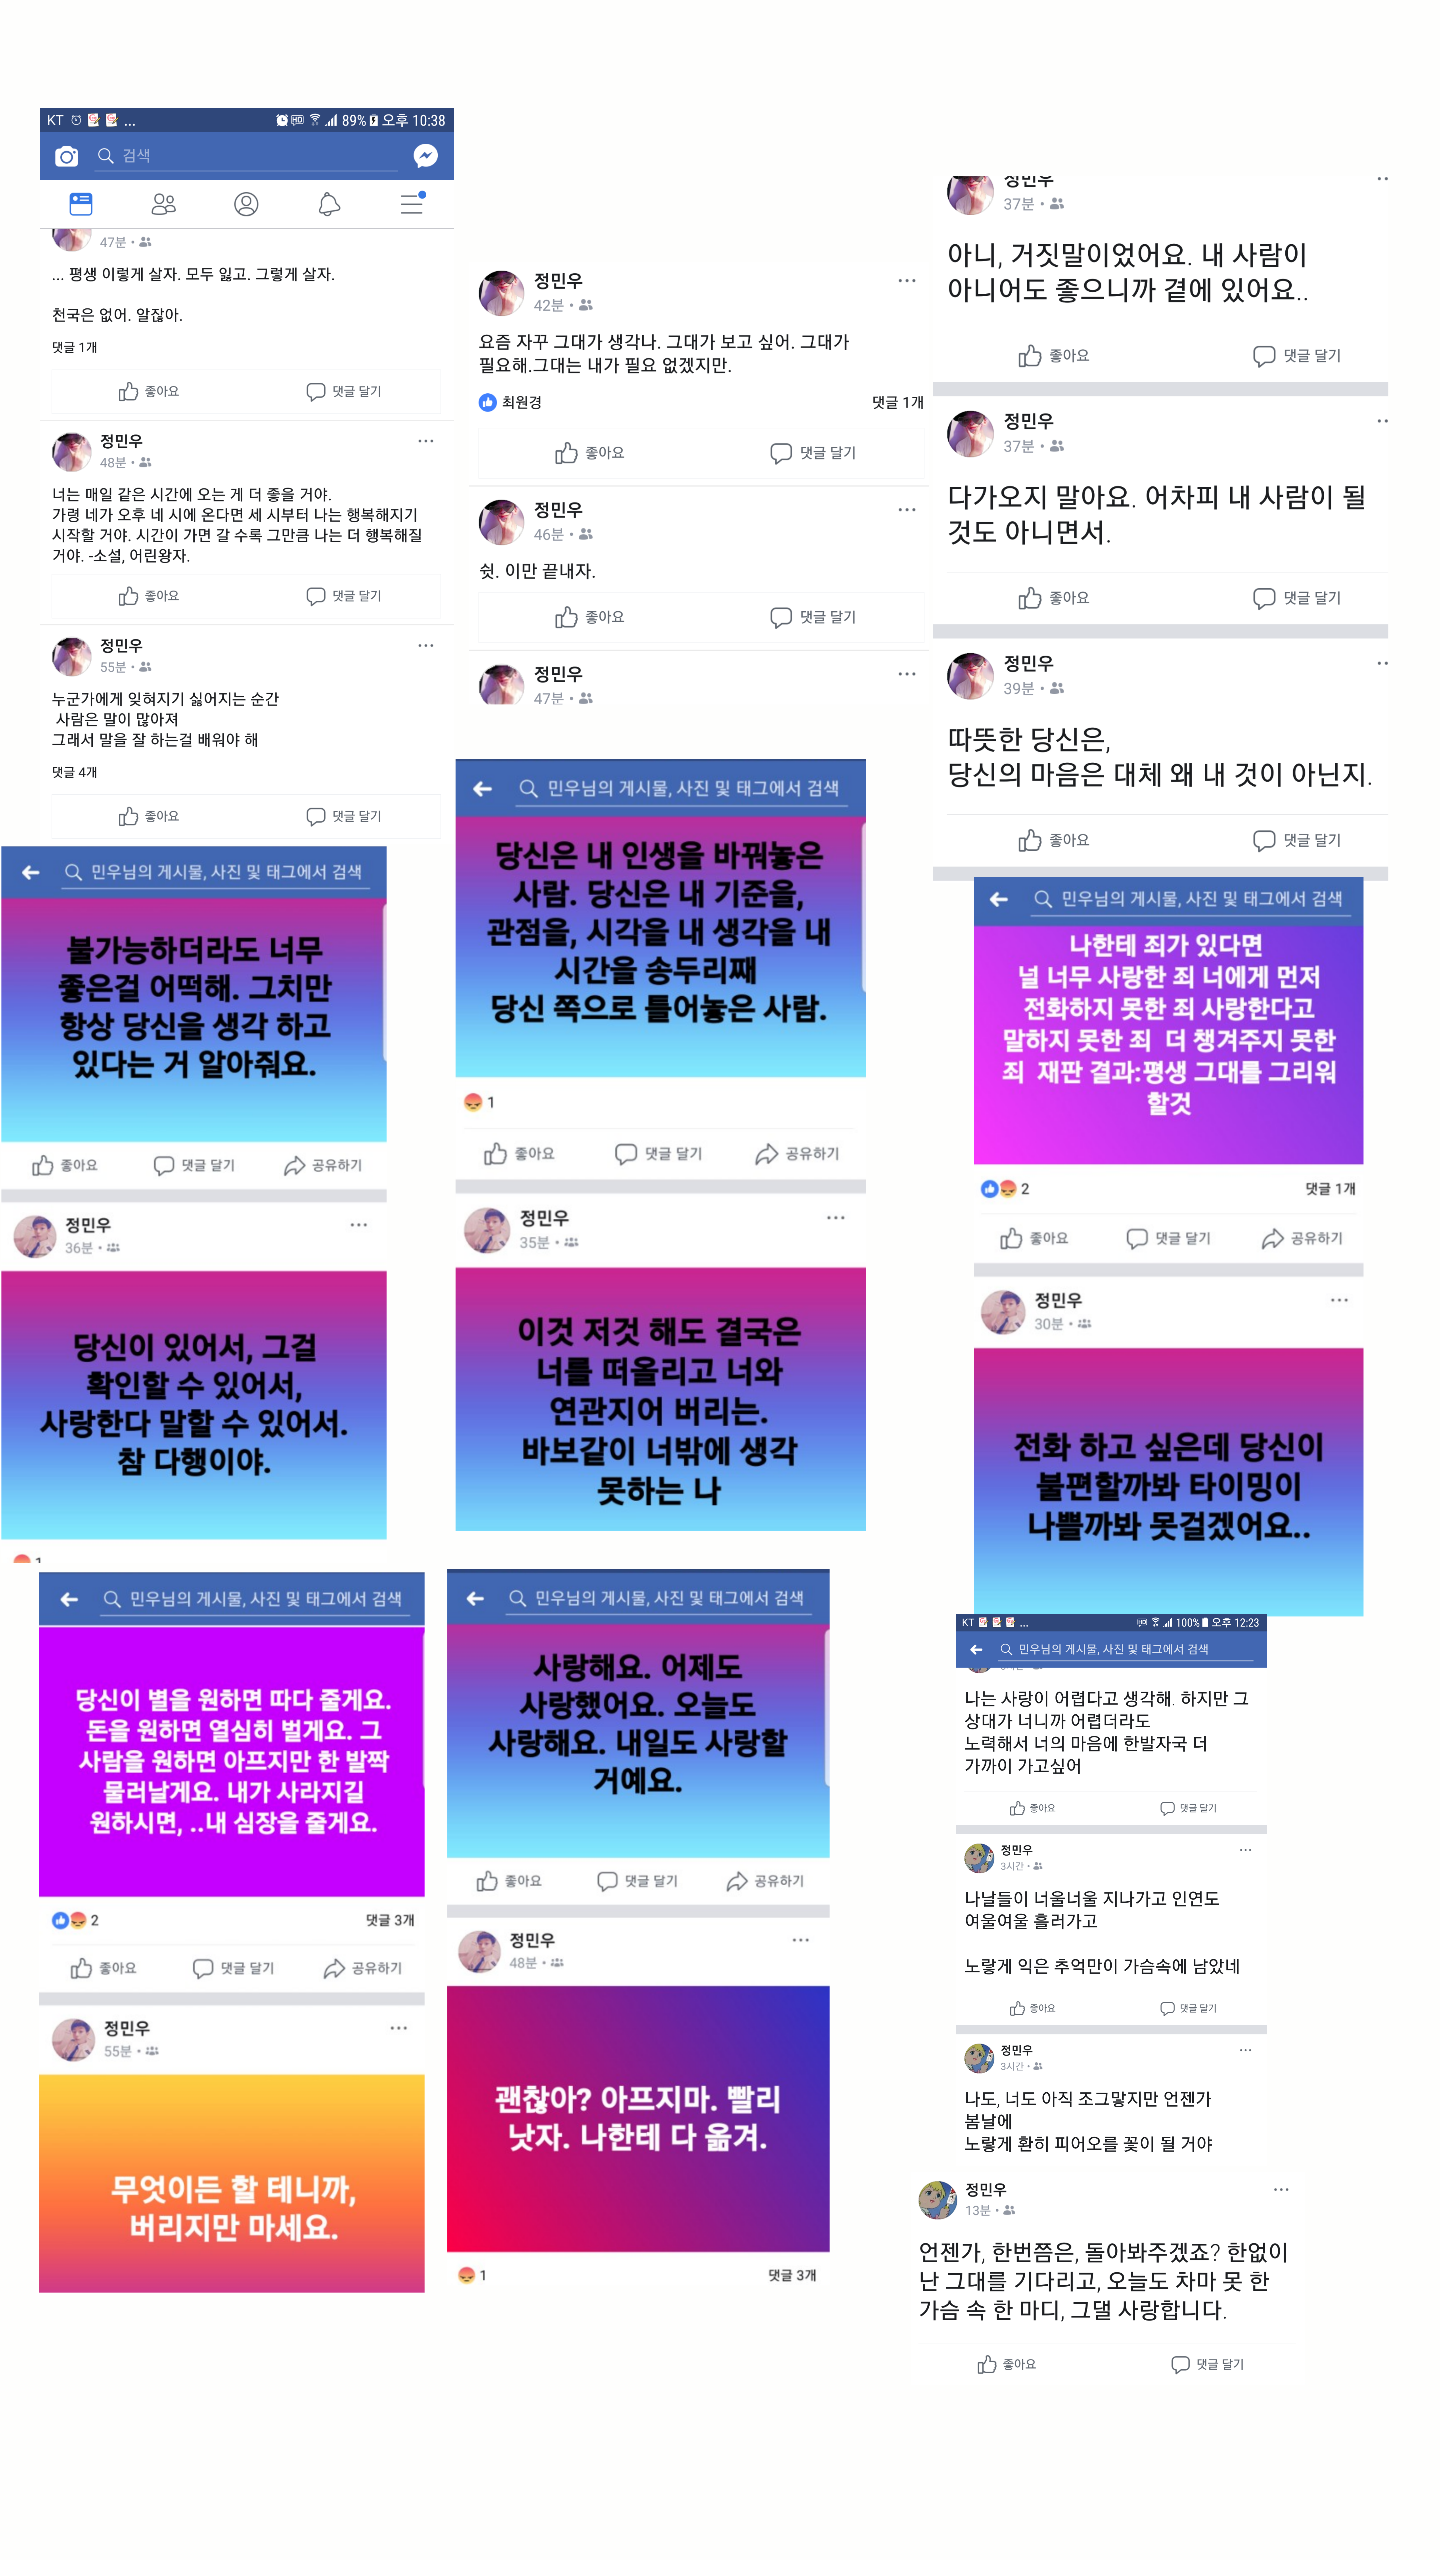 KT ... 89% 오후 10:38
검색
47분
... 평생 이렇게 살자. 모두 잃고. 그렇게 살자.
천국은 없어. 알잖아.
댓글 1개
좋아요 댓글 달기
정민우
48분
너는 매일 같은 시간에 오는 게 더 좋을 거야.
가령 네가 오후 네 시에 온다면 세 시부터 나는 행복해지기
시작할 거야. 시간이 가면 갈 수록 그만큼 나는 더 행복해질
거야. -소설, 어린왕자.
좋아요 댓글 달기
정민우
55분
누군가에게 잊혀지기 싫어지는 순간
사람은 말이 많아져
그래서 말을 잘 하는걸 배워야 해
댓글 4개
좋아요 댓글 달기
정민우
42분
요즘 자꾸 그대가 생각나. 그대가 보고 싶어. 그대가
필요해.그대는 내가 필요 없겠지만.
최원경 댓글 1개
좋아요 댓글 달기
정민우
46분
쉿. 이만 끝내자.
좋아요 댓글 달기
정민우
47분
정민우
37분
아니, 거짓말이었어요. 내 사람이
아니어도 좋으니까 곁에 있어요..
좋아요 댓글 달기
정민우
37분
다가오지 말아요. 어차피 내 사람이 될
것도 아니면서.
좋아요 댓글 달기
정민우
39분
따뜻한 당신은,
당신의 마음은 대체 왜 내 것이 아닌지.
좋아요 댓글 달기
민우님의 게시물, 사진 및 태그에서 검색
불가능하더라도 너무
좋은걸 어떡해. 그치만
항상 당신을 생각 하고
있다는 거 알아줘요.
좋아요 댓글 달기 공유하기
정민우
36분
당신이 있어서, 그걸
확인할 수 있어서,
사랑한다 말할 수 있어서.
참 다행이야.
1
민우님의 게시물, 사진 및 태그에서 검색
당신은 내 인생을 바꿔놓은
사람. 당신은 내 기준을,
관점을, 시각을 내 생각을 내
시간을 송두리째
당신 쪽으로 틀어놓은 사람.
1
좋아요 댓글 달기 공유하기
정민우
35분
이것 저것 해도 결국은
너를 떠올리고 너와
연관지어 버리는.
바보같이 너밖에 생각
못하는 나
민우님의 게시물, 사진 및 태그에서 검색
나한테 죄가 있다면
널 너무 사랑한 죄 너에게 먼저
전화하지 못한 죄 사랑한다고
말하지 못한 죄 더 챙겨주지 못한
죄 재판 결과:평생 그대를 그리워
할것
2 댓글 1개
좋아요 댓글 달기 공유하기
정민우
30분
전화 하고 싶은데 당신이
불편할까봐 타이밍이
나쁠까봐 못걸겠어요..
민우님의 게시물, 사진 및 태그에서 검색
당신이 별을 원하면 따다 줄게요.
돈을 원하면 열심히 벌게요. 그
사람을 원하면 아프지만 한 발짝
물러날게요. 내가 사라지길
원하시면, ..내 심장을 줄게요.
2 댓글 3개
좋아요 댓글 달기 공유하기
정민우
55분
무엇이든 할 테니까,
버리지만 마세요.
민우님의 게시물, 사진 및 태그에서 검색
사랑해요. 어제도
사랑했어요. 오늘도
사랑해요. 내일도 사랑할
거예요.
좋아요 댓글 달기 공유하기
정민우
48분
괜찮아? 아프지마. 빨리
낫자. 나한테 다 옮겨.
1 댓글 3개
KT ... 100% 오후 12:23
민우님의 게시물, 사진 및 태그에서 검색
나는 사랑이 어렵다고 생각해. 하지만 그
상대가 너니까 어렵더라도
노력해서 너의 마음에 한발자국 더
가까이 가고싶어
좋아요 댓글 달기
정민우
3시간
나날들이 너울너울 지나가고 인연도
여울여울 흘러가고
노랗게 익은 추억만이 가슴속에 남았네
좋아요 댓글 달기
정민우
3시간
나도, 너도 아직 조그맣지만 언젠가
봄날에
노랗게 환히 피어오를 꽃이 될 거야
정민우
13분
언젠가, 한번쯤은, 돌아봐주겠죠? 한없이
난 그대를 기다리고, 오늘도 차마 못 한
가슴 속 한 마디, 그댈 사랑합니다.
좋아요 댓글 달기